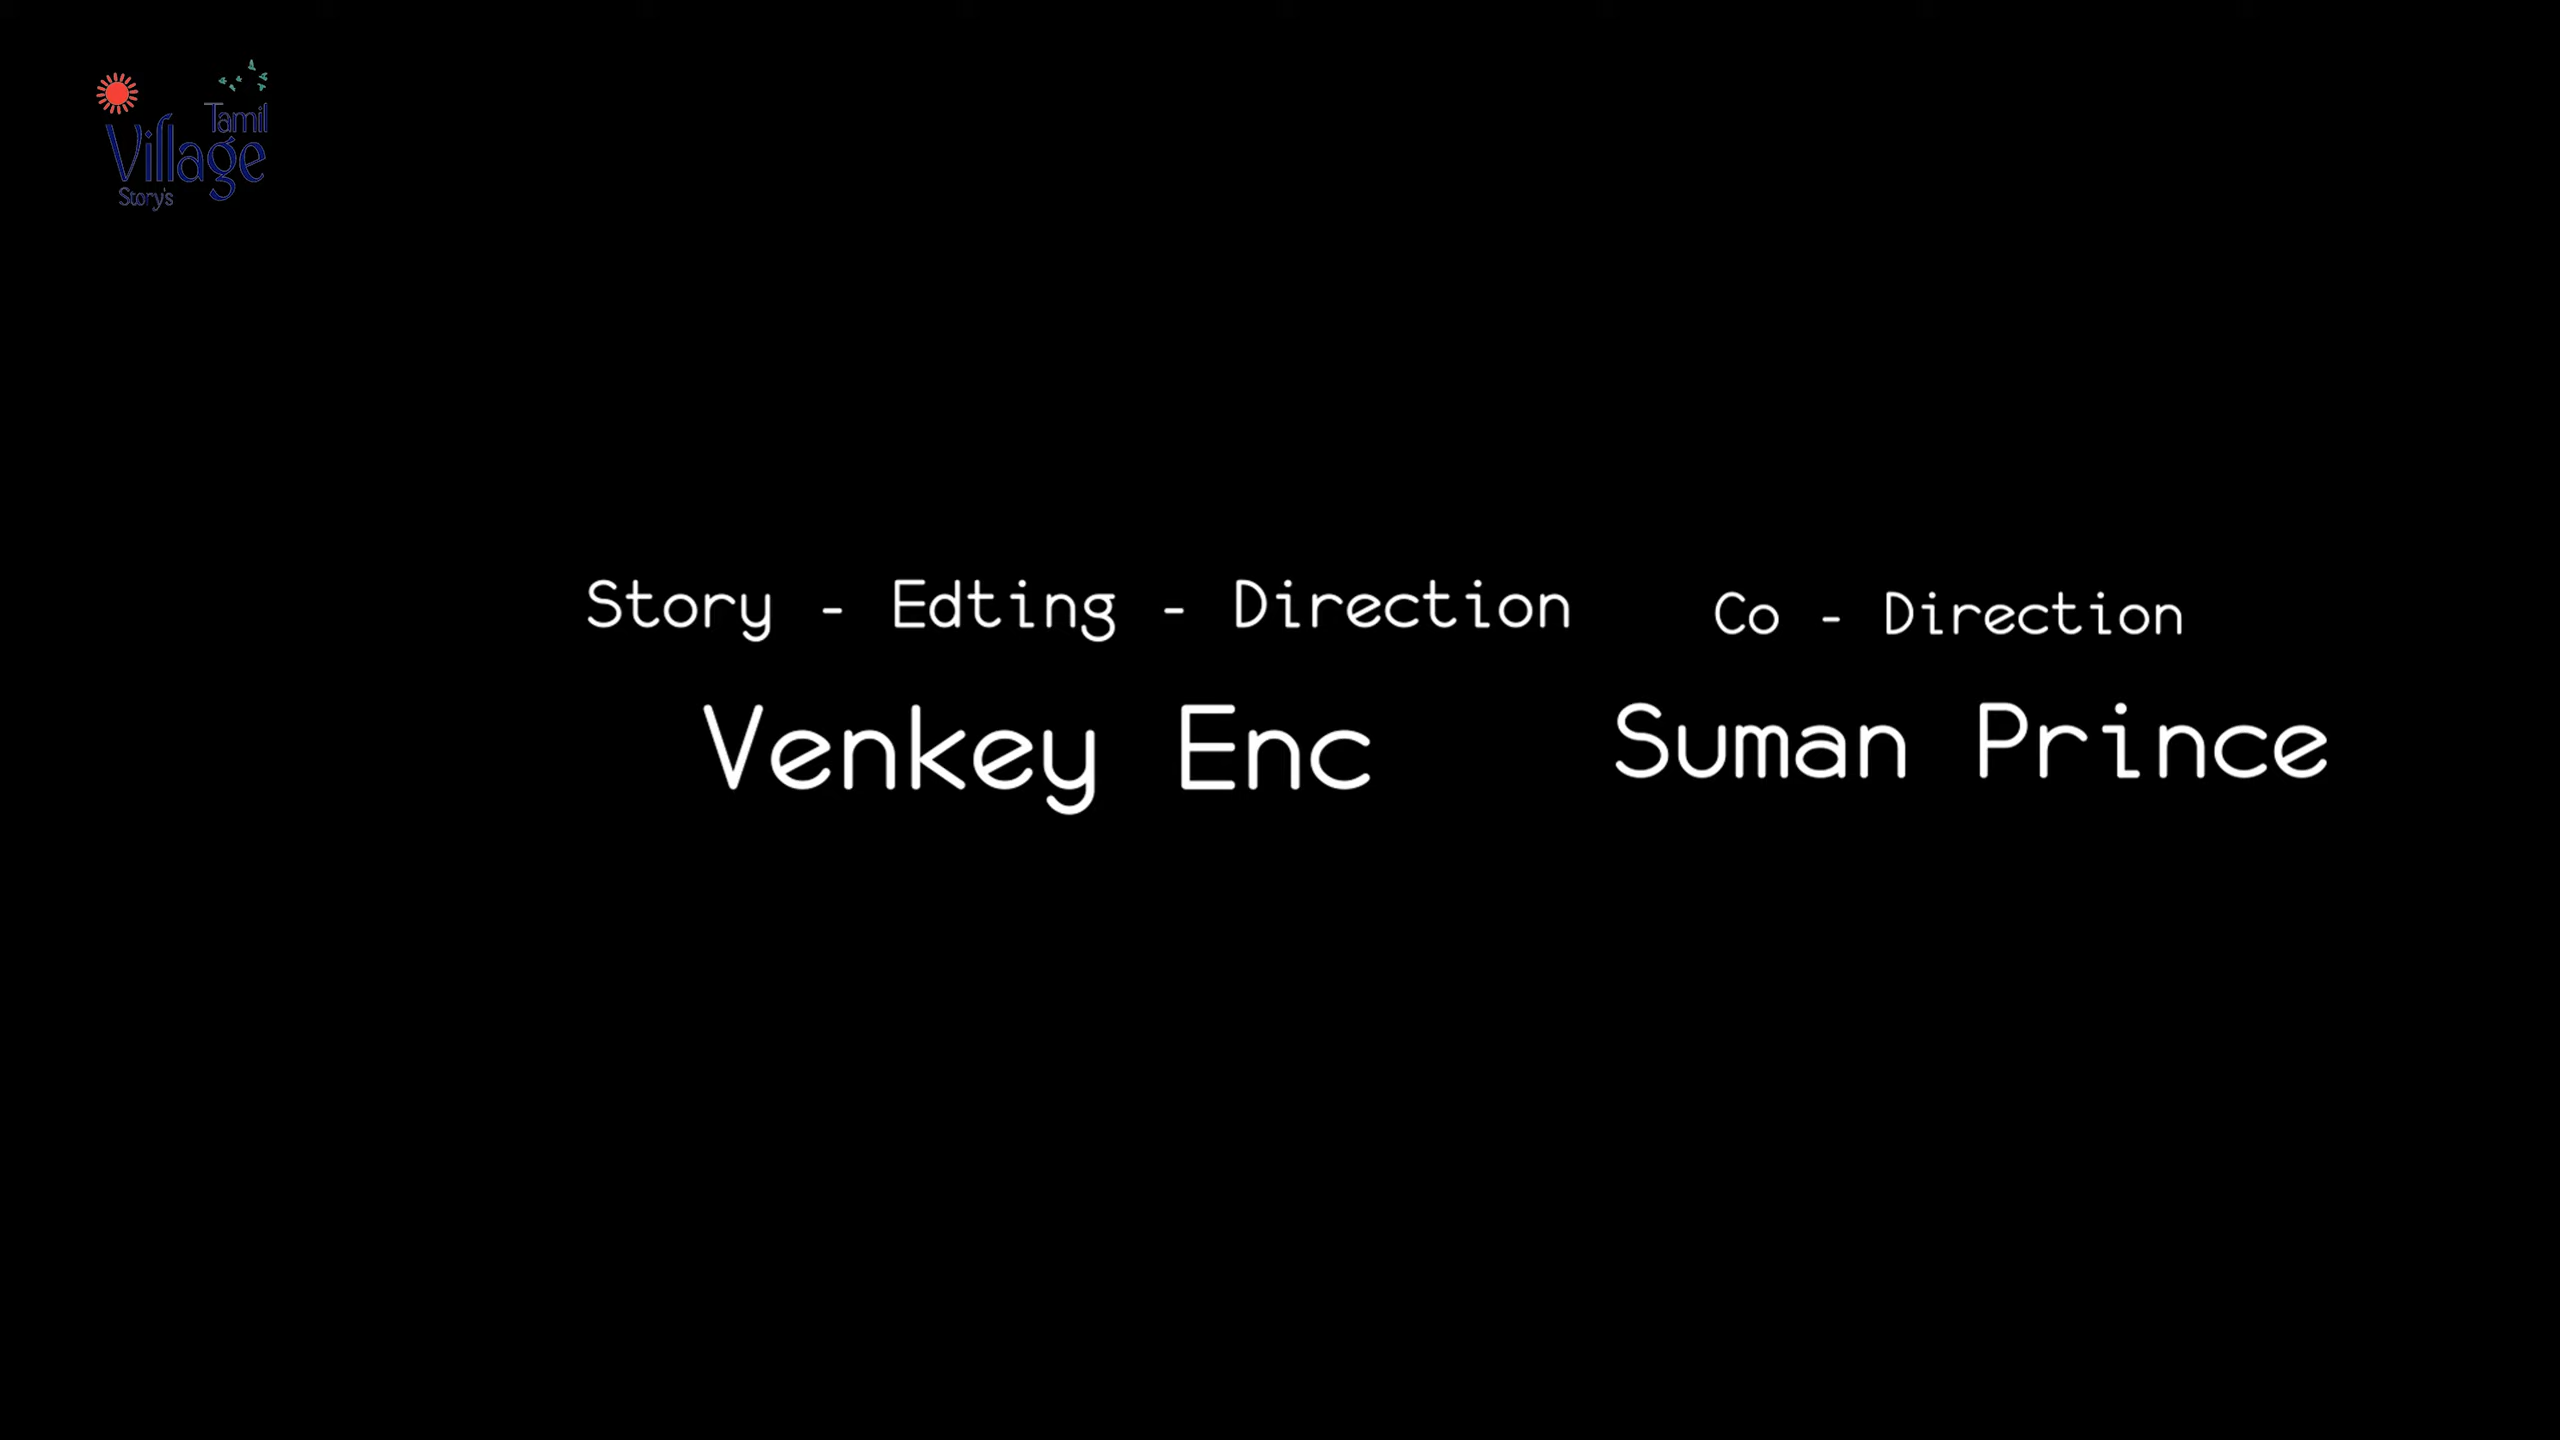 Tamil
Village
Story's
Story - Edting - Direction
Venkey Enc
Co - Direction
Suman Prince